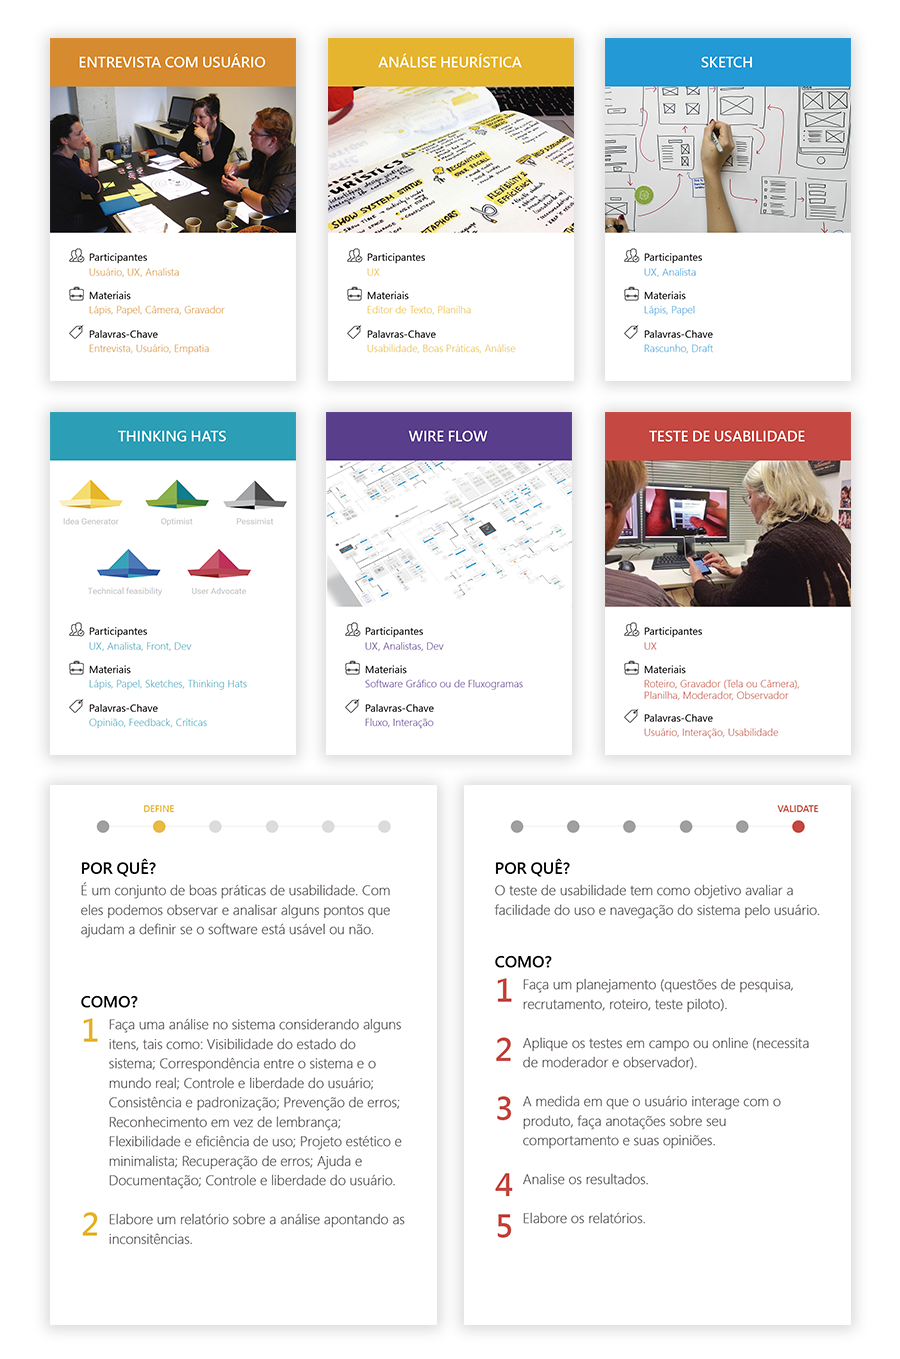 ENTREVISTA COM USUÁRIO
Participantes
Usuário, UX, Analista
Materiais
Lápis, Papel, Câmera, Gravador
Palavras-Chave
Entrevista, Usuário, Empatia
ANÁLISE HEURÍSTICA
SHOW SYSTEM STATUS
RECOGNITION
OVER RECALL
FLEXIBILITY &
EFFICIENCY
Participantes
UX
Materiais
Editor de Texto, Planilha
Palavras-Chave
Usabilidade, Boas Práticas, Análise
SKETCH
Participantes
UX, Analista
Materiais
Lápis, Papel
Palavras-Chave
Rascunho, Draft
THINKING HATS
Idea Generator
Optimist
Pessimist
Technical feasibility
User Advocate
Participantes
UX, Analista, Front, Dev
Materiais
Lápis, Papel, Sketches, Thinking Hats
Palavras-Chave
Opinião, Feedback, Críticas
WIRE FLOW
Participantes
UX, Analistas, Dev
Materiais
Software Gráfico ou de Fluxogramas
Palavras-Chave
Fluxo, Interação
TESTE DE USABILIDADE
Participantes
UX
Materiais
Roteiro, Gravador (Tela ou Câmera),
Planilha, Moderador, Observador
Palavras-Chave
Usuário, Interação, Usabilidade
DEFINE
POR QUÊ?
É um conjunto de boas práticas de usabilidade. Com
eles podemos observar e analisar alguns pontos que
ajudam a definir se o software está usável ou não.
COMO?
1 Faça uma análise no sistema considerando alguns
itens, tais como: Visibilidade do estado do
sistema; Correspondência entre o sistema e o
mundo real; Controle e liberdade do usuário;
Consistência e padronização; Prevenção de erros;
Reconhecimento em vez de lembrança;
Flexibilidade e eficiência de uso; Projeto estético e
minimalista; Recuperação de erros; Ajuda e
Documentação; Controle e liberdade do usuário.
2 Elabore um relatório sobre a análise apontando as
inconsitências.
VALIDATE
POR QUÊ?
O teste de usabilidade tem como objetivo avaliar a
facilidade do uso e navegação do sistema pelo usuário.
COMO?
1 Faça um planejamento (questões de pesquisa,
recrutamento, roteiro, teste piloto).
2 Aplique os testes em campo ou online (necessita
de moderador e observador).
3 A medida em que o usuário interage com o
produto, faça anotações sobre seu
comportamento e suas opiniões.
4 Analise os resultados.
5 Elabore os relatórios.